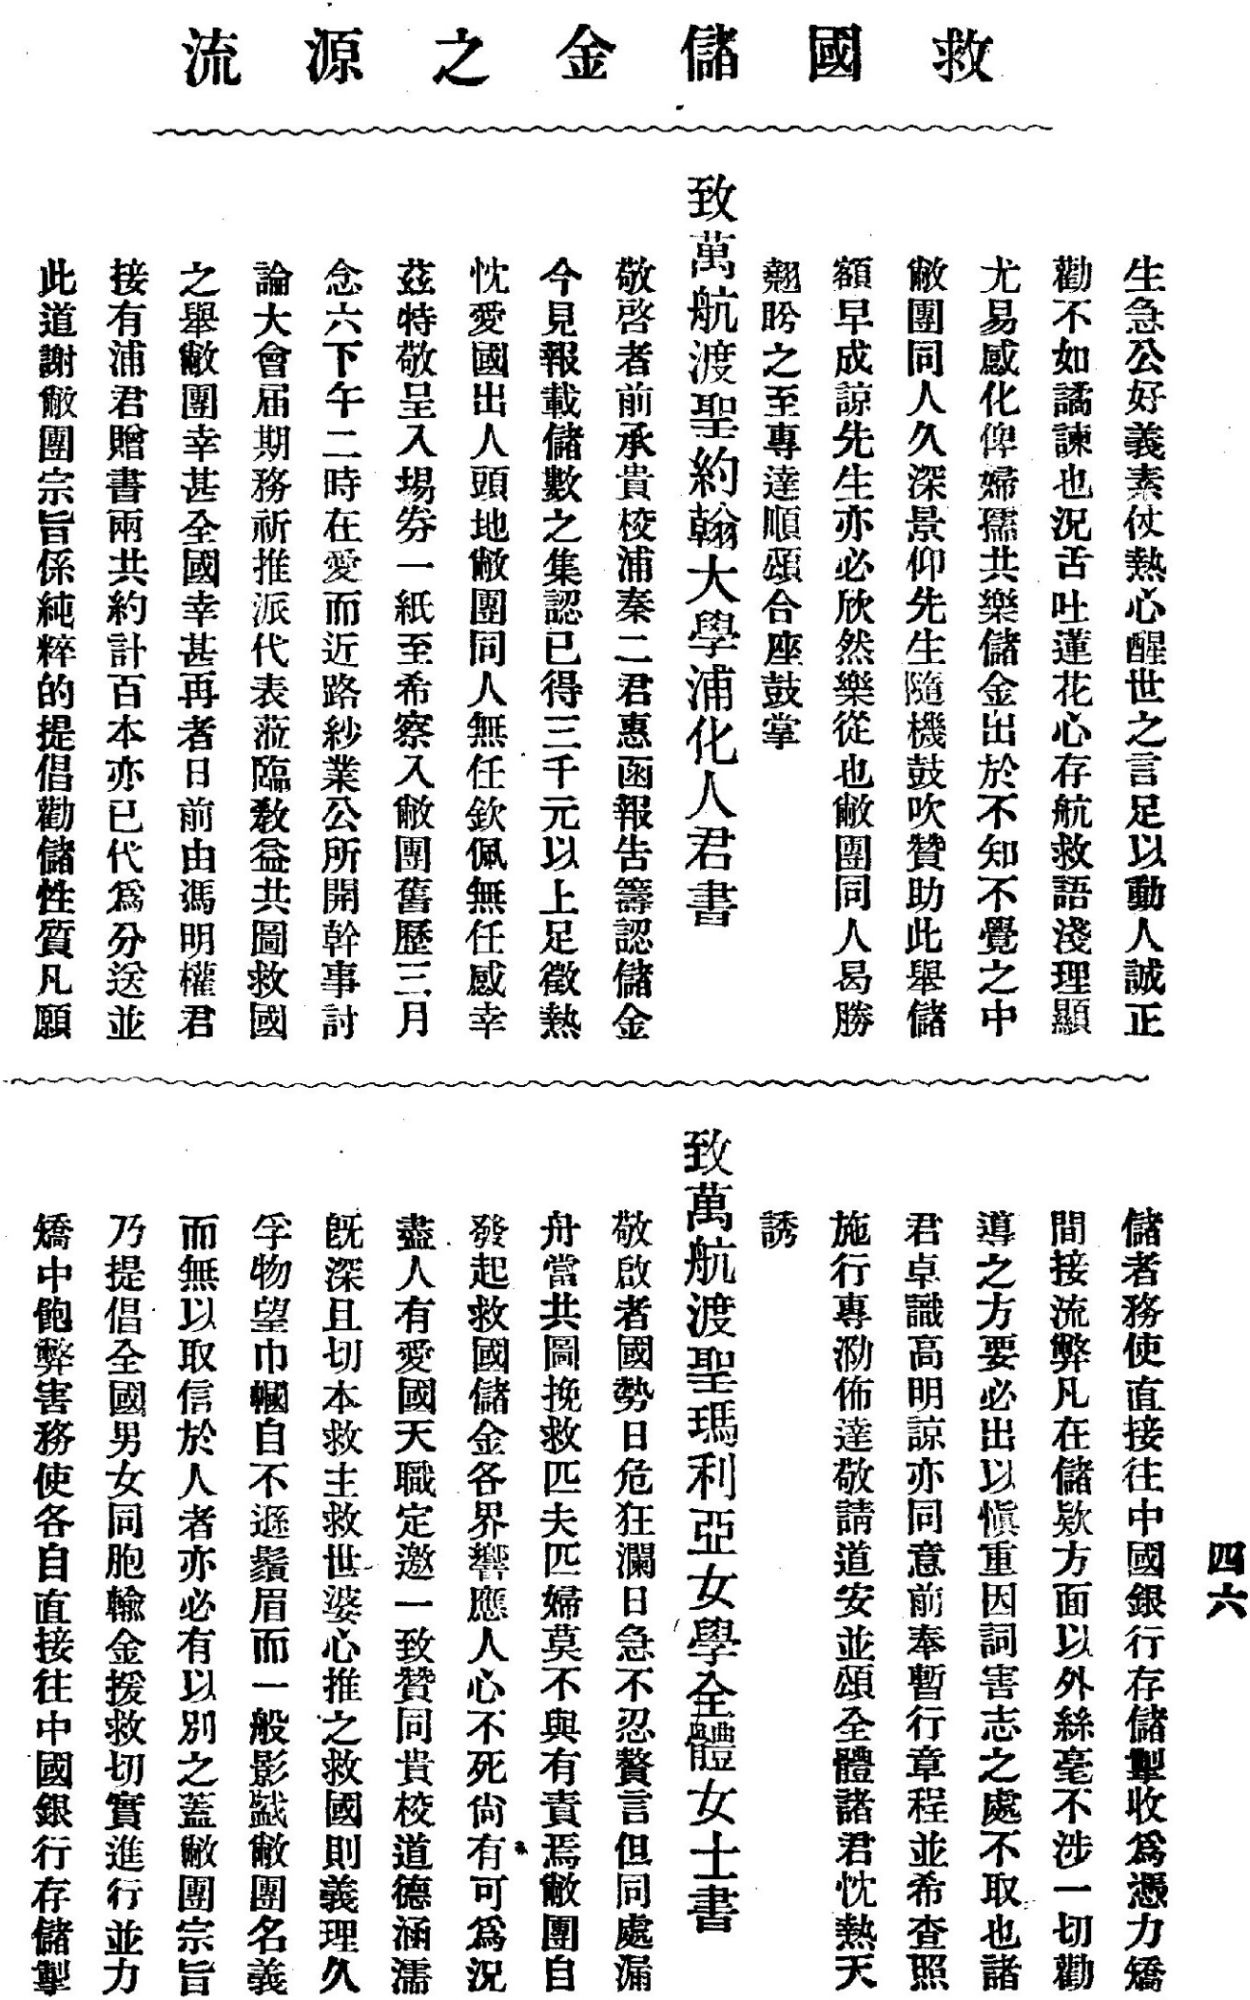 救國儲金之源流
生急公好義素仗熱心醒世之言足以動人誠正
勸不如譎諫也況舌吐蓮花心存航救語淺理顯
尤易感化俾婦孺共樂儲金出於不知不覺之中
敝團同人久深景仰先生隨機鼓吹贊助此舉儲
額早成諒先生亦必欣然樂從也敝團同人曷勝
翹盻之至專達順頌合座鼓掌
致萬航渡聖約翰大學浦化人君書
敬啓者前承貴校浦秦二君惠函報告籌認儲金
今見報載儲數之集認已得三千元以上足徵熱
忱愛國出人頭地敝團同人無任欽佩無任感幸
茲特敬呈入塲券一紙至希察入敝團舊歷三月
念六下午二時在愛而近路紗業公所開幹事討
論大會届期務祈推派代表蒞臨敎益共圖救國
之舉敝團幸甚全國幸甚再者日前由馮明權君
接有浦君贈書兩共約計百本亦已代爲分送並
此道謝敝團宗旨係純粹的提倡勸儲性質凡願
儲者務使直接往中國銀行存儲掣收爲憑力矯
間接流弊凡在儲欵方面以外絲毫不涉一切勸
導之方要必出以愼重因詞害志之處不取也諸
君卓識高明諒亦同意前奉暫行章程並希查照
施行專泐佈達敬請道安並頌全體諸君忱熱天
誘
致萬航渡聖瑪利亞女學全體女士書
敬啟者國勢日危狂瀾日急不忍贅言但同處漏
舟當共圖挽救匹夫匹婦莫不與有責焉敝團自
發起救國儲金各界響應人心不死尙有可爲況
盡人有愛國天職定邀一致贊同貴校道德涵濡
旣深且切本救主救世婆心推之救國則義理久
孚物望巾幗自不遜鬚眉而一般影戤敝團名義
而無以取信於人者亦必有以別之蓋敝團宗旨
乃提倡全國男女同胞輸金援救切實進行並力
矯中飽弊害務使各自直接往中國銀行存儲掣
四六